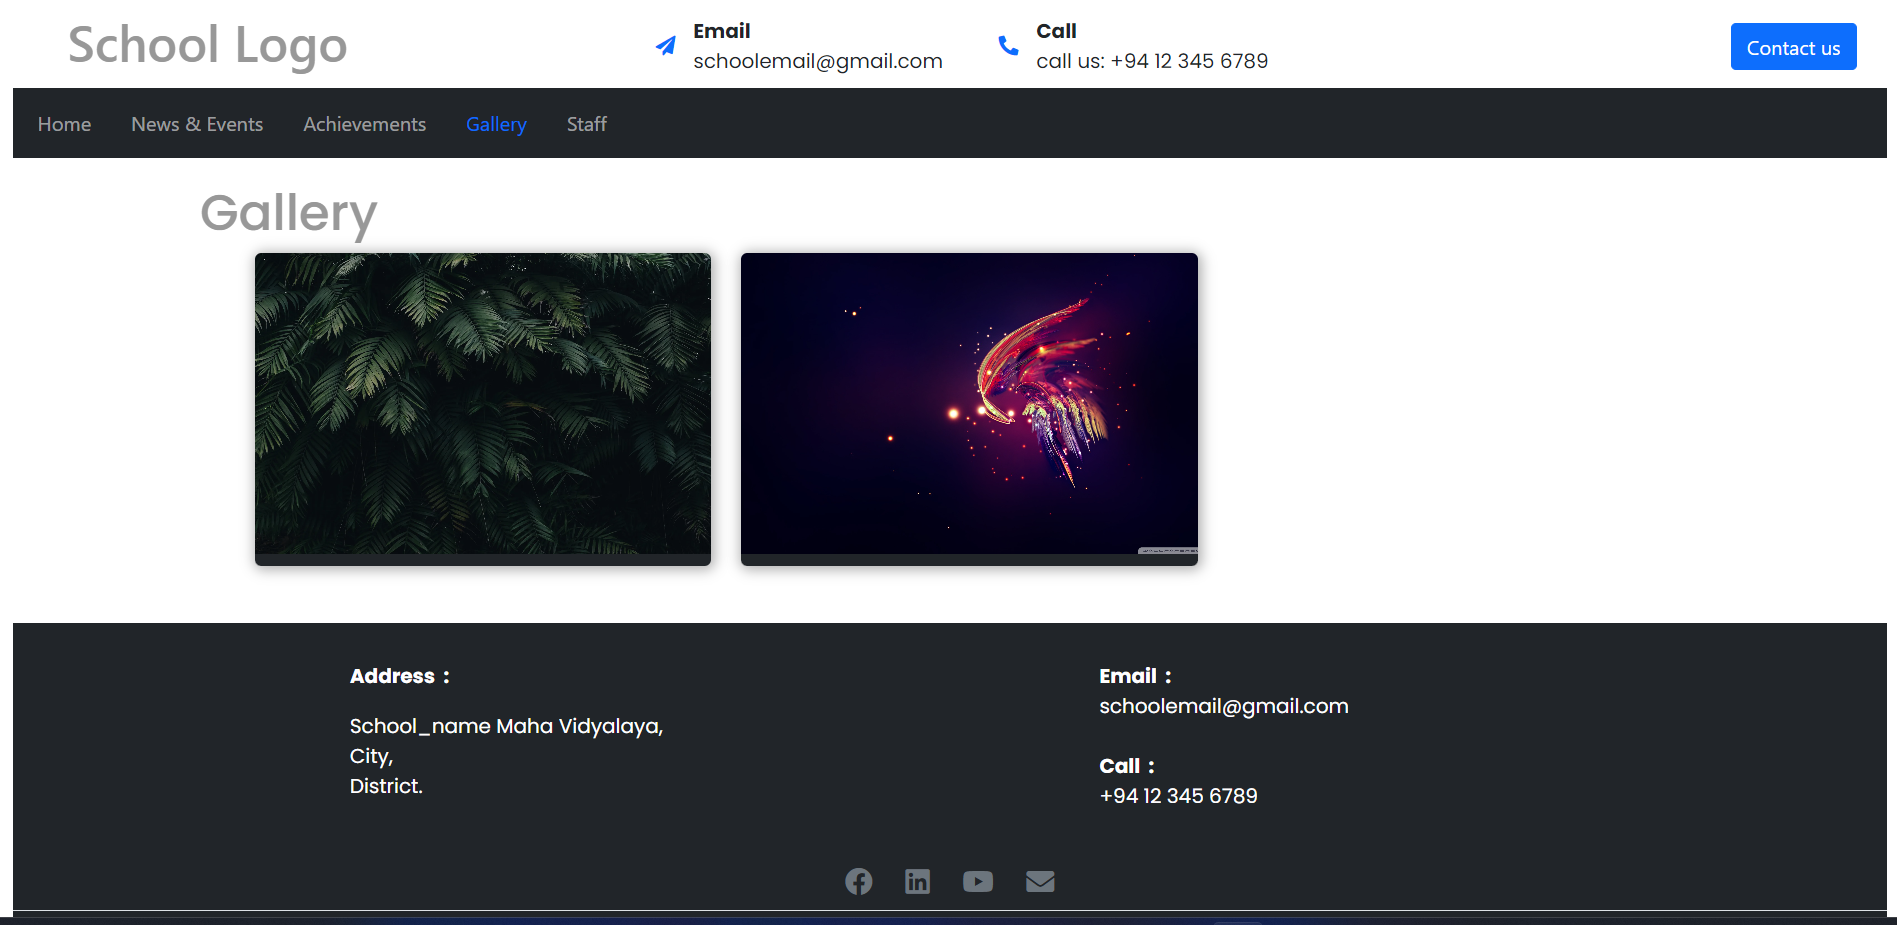 School Logo
Email
schoolemail@gmail.com
Call
call us: +94 12 345 6789
Contact us
Home News & Events Achievements Gallery Staff
Gallery
Address :
School_name Maha Vidyalaya,
City,
District.
Email :
schoolemail@gmail.com
Call :
+94 12 345 6789